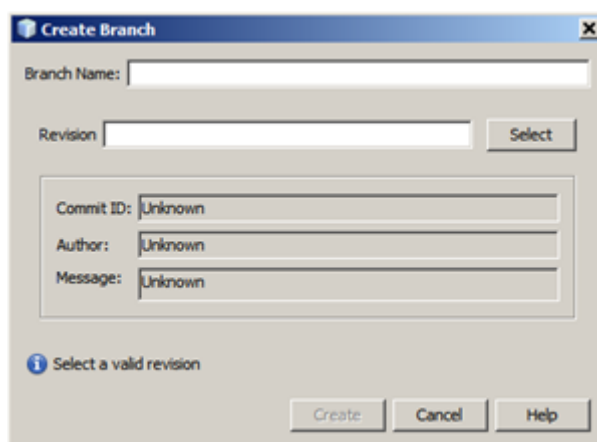 Create Branch
Branch Name:
Revision Select
Commit ID: Unknown
Author: Unknown
Message: Unknown
Select a valid revision
Create Cancel Help